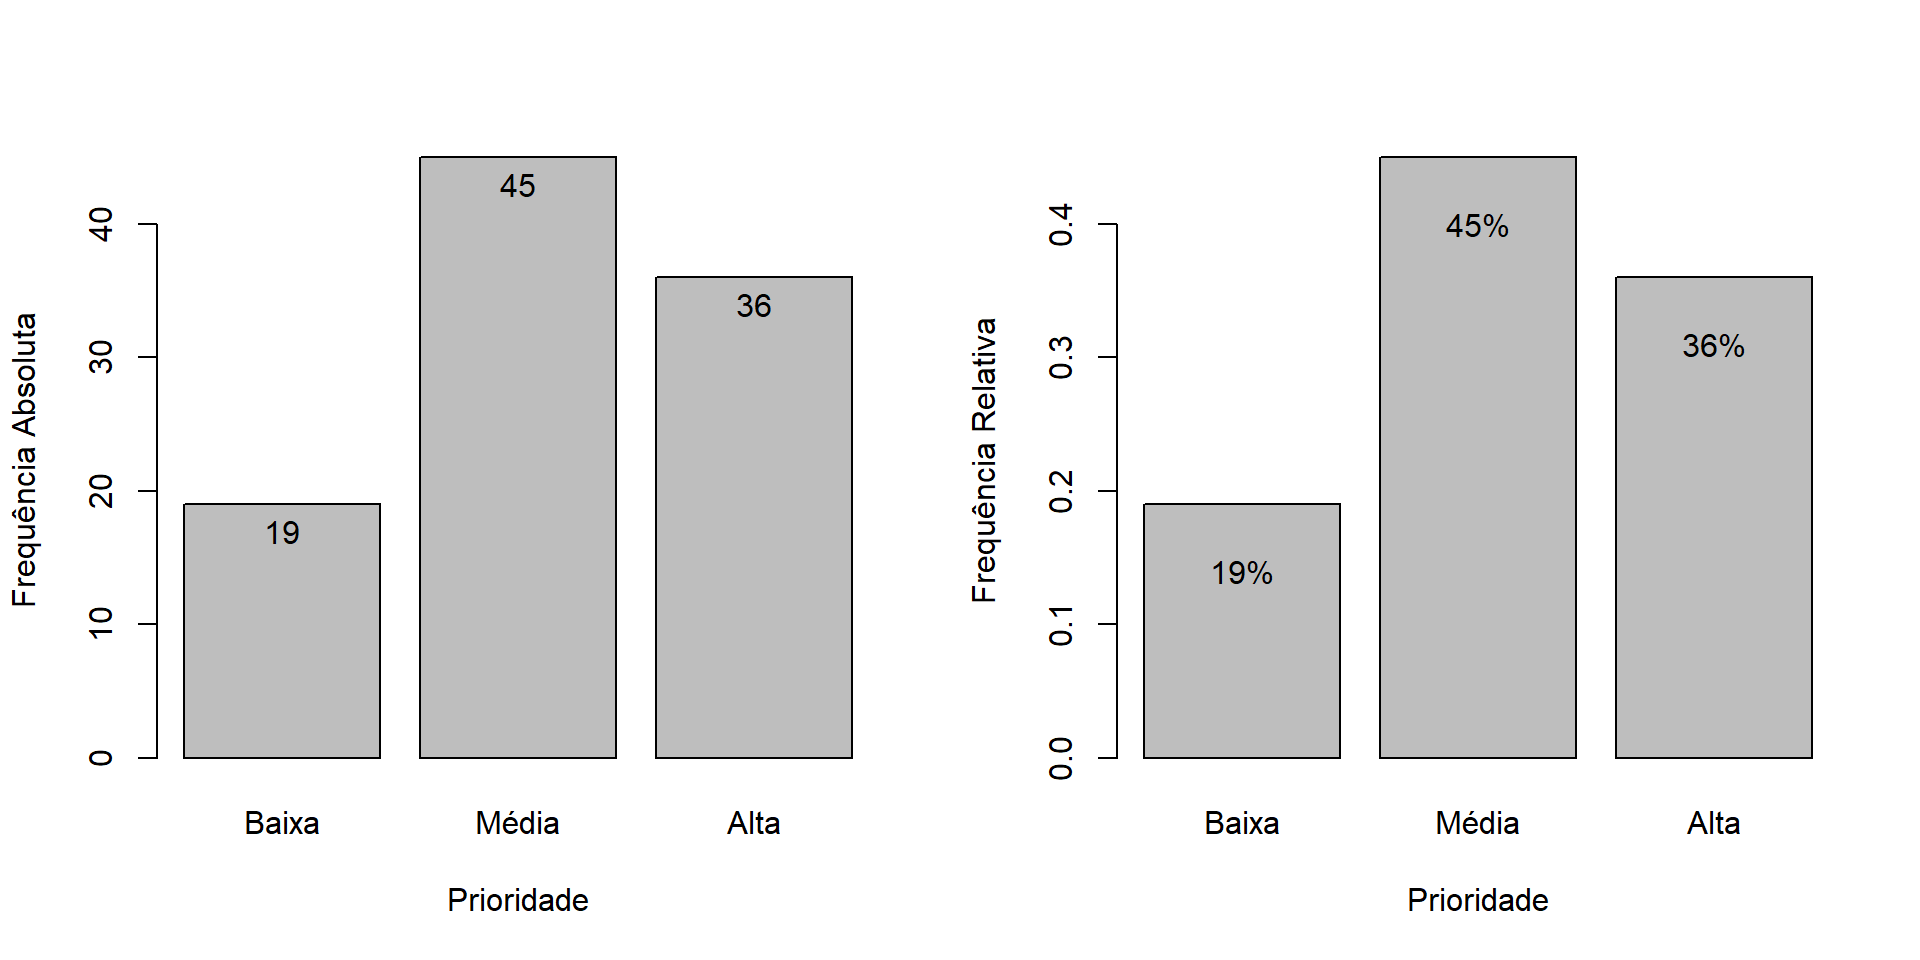 Frequência Absoluta
40
30
20
10
0
45
36
19
Baixa Média Alta
Prioridade
Frequência Relativa
0.4
0.3
0.2
0.1
0.0
45%
36%
19%
Baixa Média Alta
Prioridade